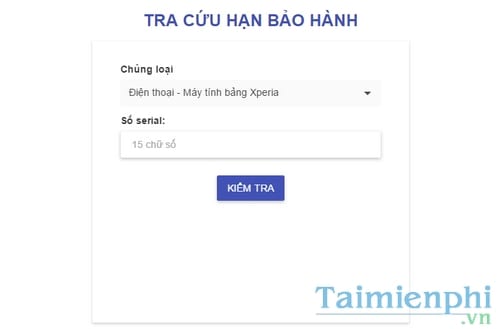 TRA CỨU HẠN BẢO HÀNH
Chủng loại
Điện thoại - Máy tính bảng Xperia
Số serial:
15 chữ số
KIỂM TRA
Taimienphi
.vn